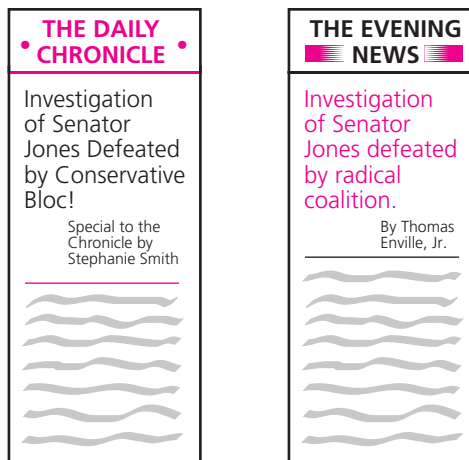 THE DAILY
CHRONICLE
Investigation
of Senator
Jones Defeated
by Conservative
Bloc!
Special to the
Chronicle by
Stephanie Smith
THE EVENING
NEWS
Investigation
of Senator
Jones defeated
by radical
coalition.
By Thomas
Enville, Jr.